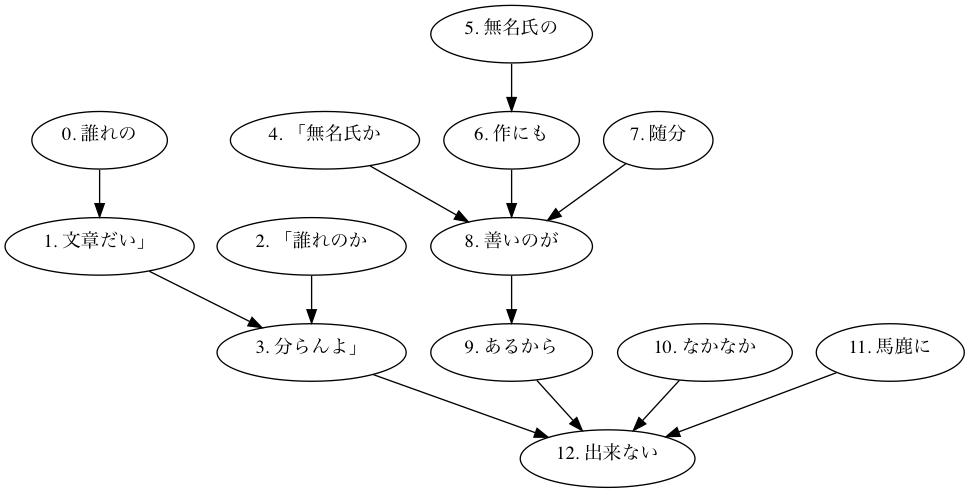 5. 無名氏の
0. 誰れの
4. 「無名氏か
6. 作にも
7. 随分
1. 文章だい」
2. 「誰れのか
8. 善いのが
3. 分らんよ」
9. あるから
10. なかなか
11. 馬鹿に
12. 出来ない